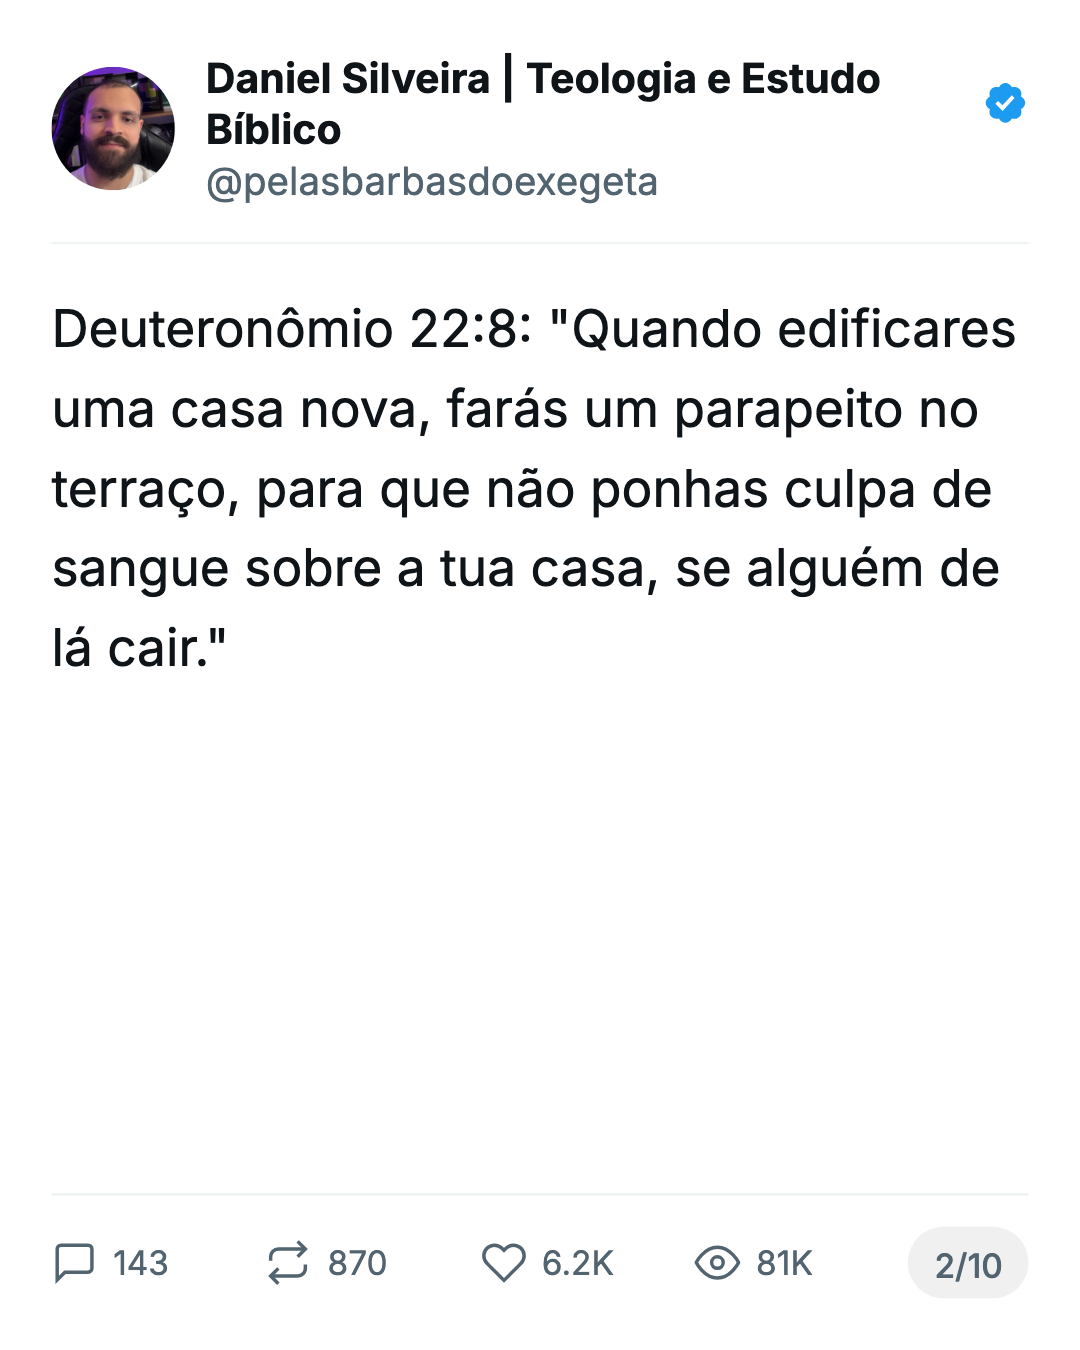 Daniel Silveira | Teologia e Estudo
Bíblico
@pelasbarbasdoexegeta
Deuteronômio 22:8: "Quando edificares
uma casa nova, farás um parapeito no
terraço, para que não ponhas culpa de
sangue sobre a tua casa, se alguém de
lá cair."
143 870 6.2K 81K 2/10